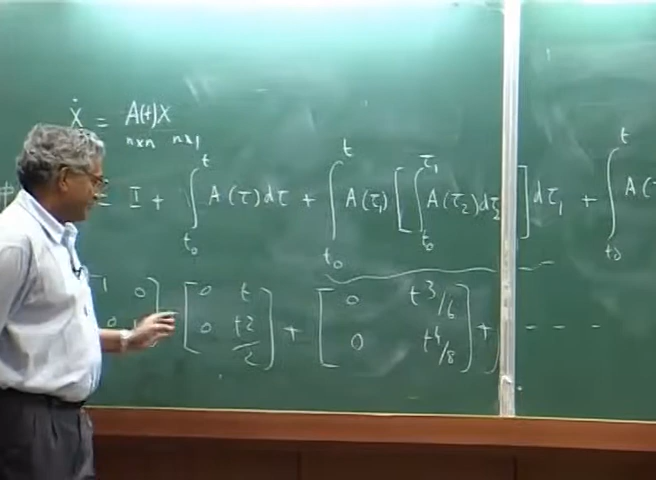 ẋ = A(t)x
n×n n×1
= I + ∫_{t₀}^{t} A(τ)dτ + ∫_{t₀}^{t} A(τ₁) [ ∫_{t₀}^{τ₁} A(τ₂)dτ₂ ] dτ₁ + ∫_{t₀}^{t} A(τ
1 0 [ 0 t + [ 0 t³/6 + - - -
0 0 t²/2 ] 0 t⁴/8 ]